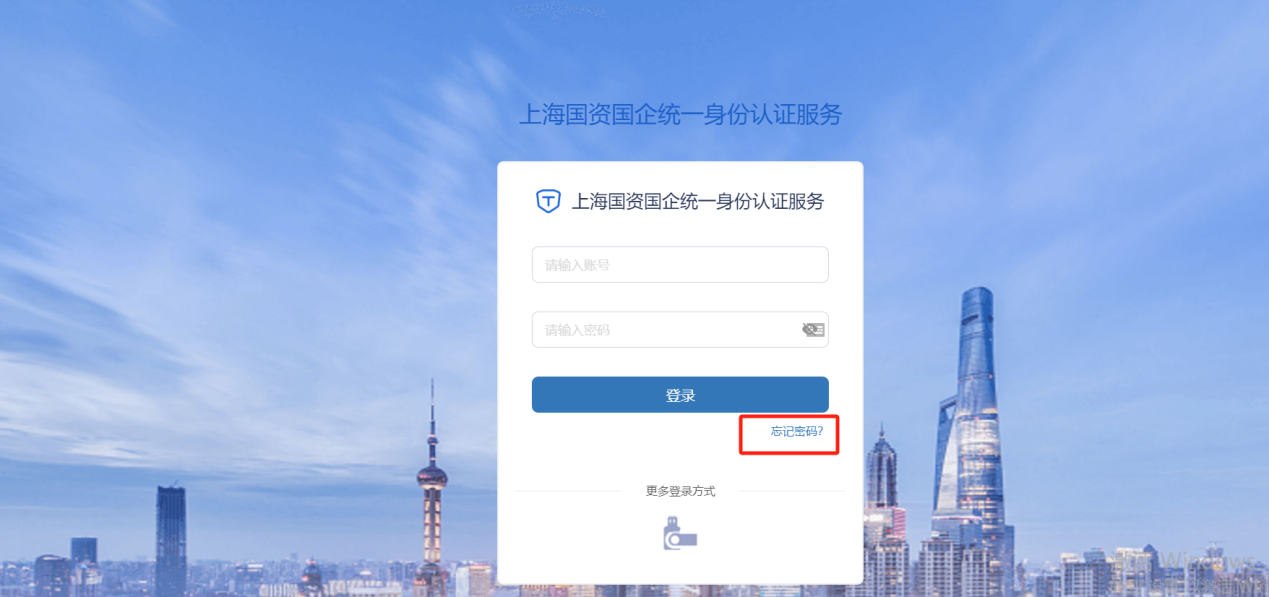 上海国资国企统一身份认证服务
上海国资国企统一身份认证服务
请输入账号
请输入密码
登录
忘记密码?
更多登录方式
Windows